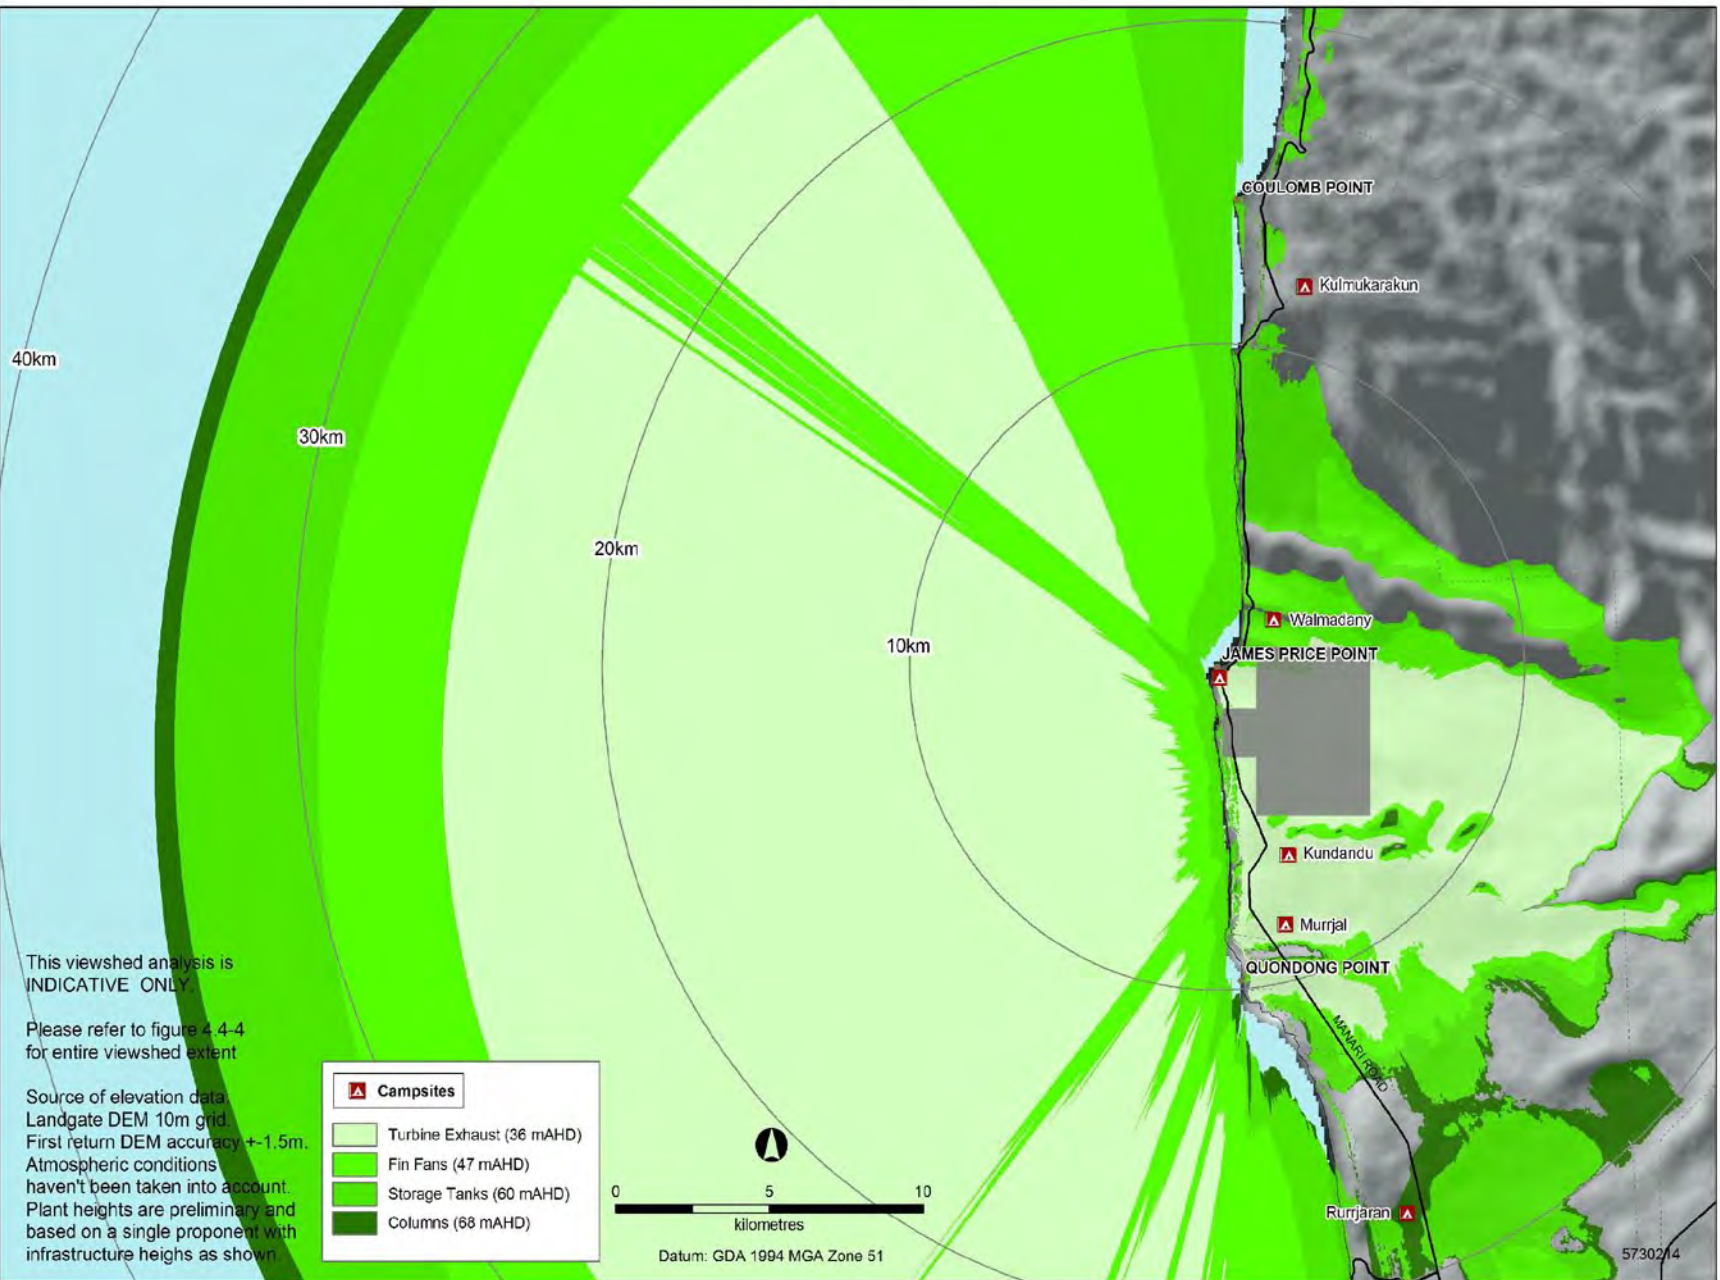 COULOMB POINT
Kulmukarakun
40km
30km
20km
10km
Walmadany
JAMES PRICE POINT
Kundandu
Murrjal
QUONDONG POINT
MANARI ROAD
Rurrjaran
5730214
This viewshed analysis is
INDICATIVE ONLY.
Please refer to figure 4.4-4
for entire viewshed extent
Source of elevation data:
Landgate DEM 10m grid.
First return DEM accuracy +-1.5m.
Atmospheric conditions
haven't been taken into account.
Plant heights are preliminary and
based on a single proponent with
infrastructure heighs as shown.
Campsites
Turbine Exhaust (36 mAHD)
Fin Fans (47 mAHD)
Storage Tanks (60 mAHD)
Columns (68 mAHD)
0 5 10
kilometres
Datum: GDA 1994 MGA Zone 51